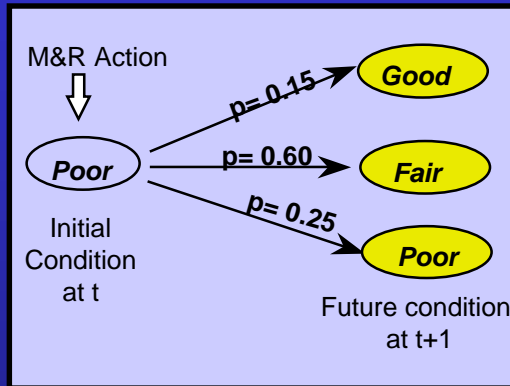 M&R Action
p= 0.15
Good
Poor
p= 0.60
Fair
p= 0.25
Poor
Initial
Condition
at t
Future condition
at t+1